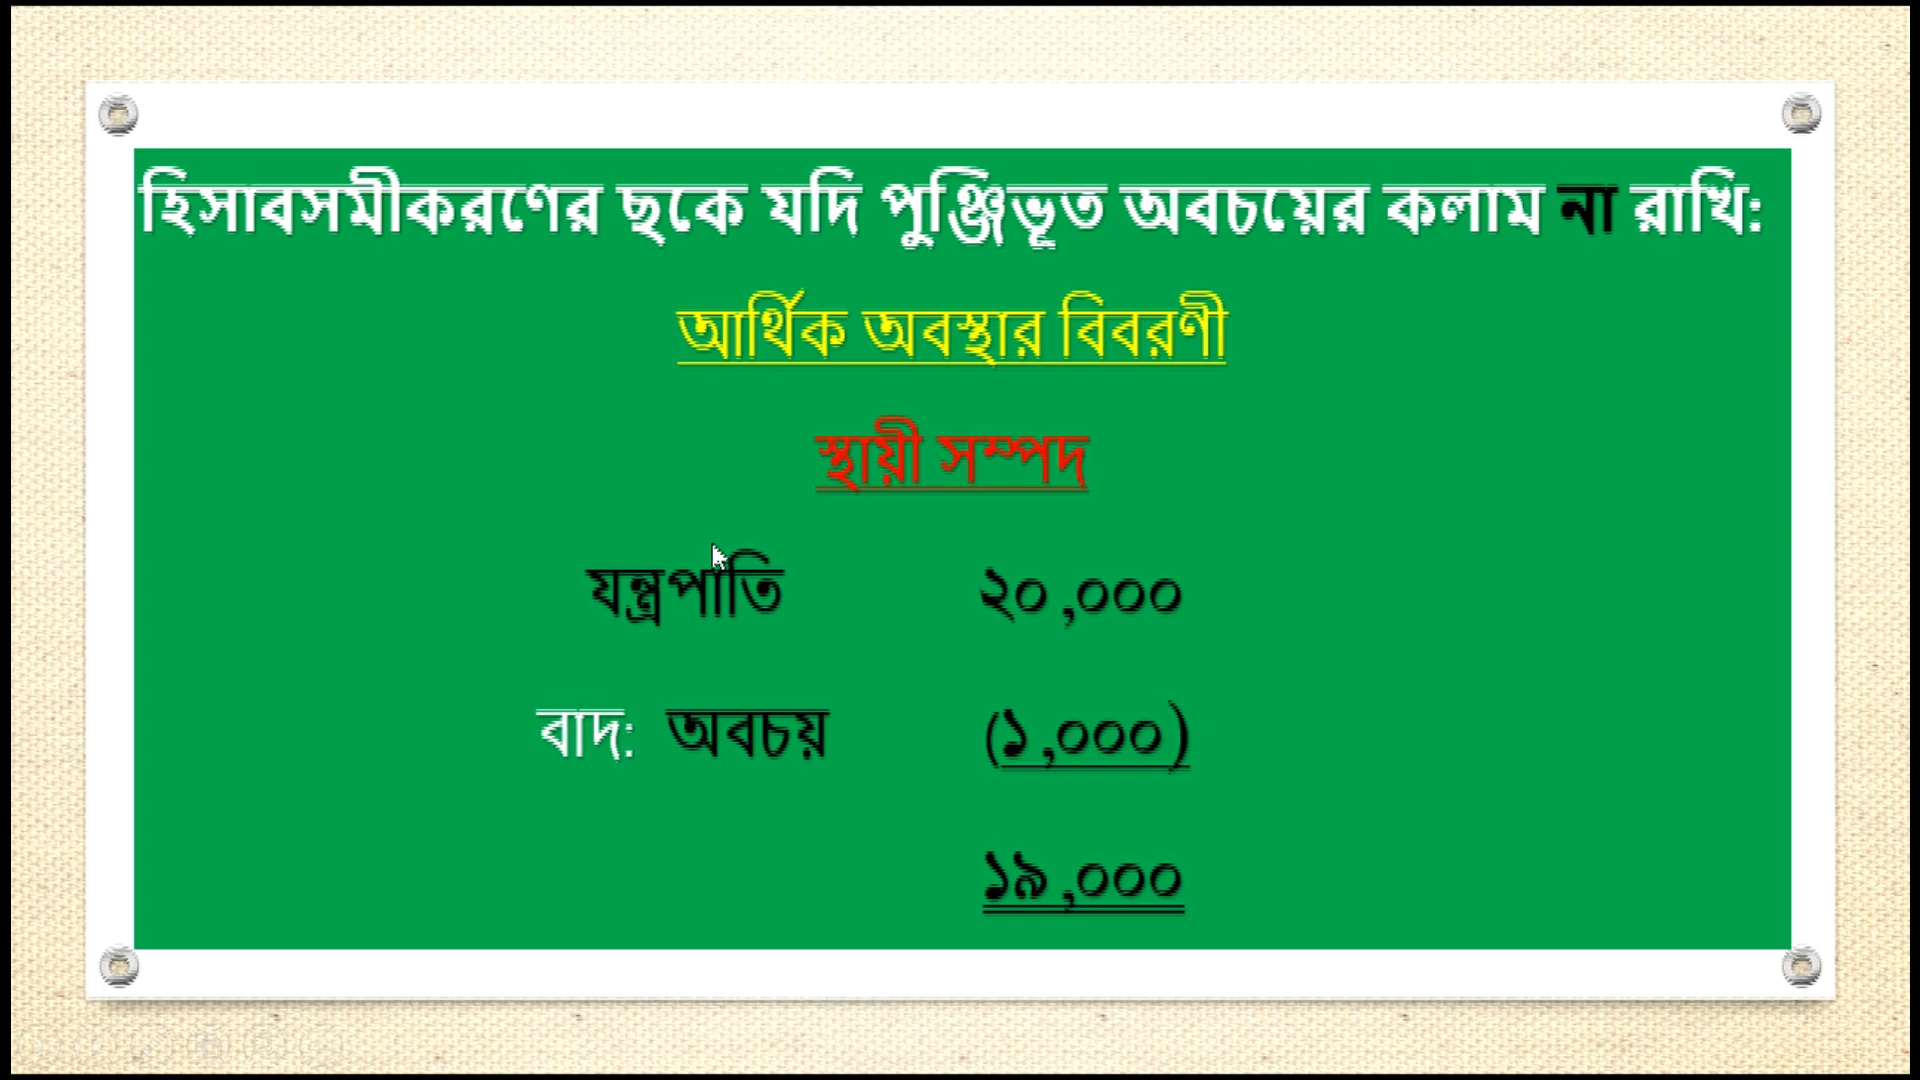 হিসাবসমীকরণের ছকে যদি পুঞ্জিভূত অবচয়ের কলাম না রাখি:
আর্থিক অবস্থার বিবরণী
স্থায়ী সম্পদ
যন্ত্রপাতি ২০,০০০
বাদ: অবচয় (১,০০০)
১৯,০০০